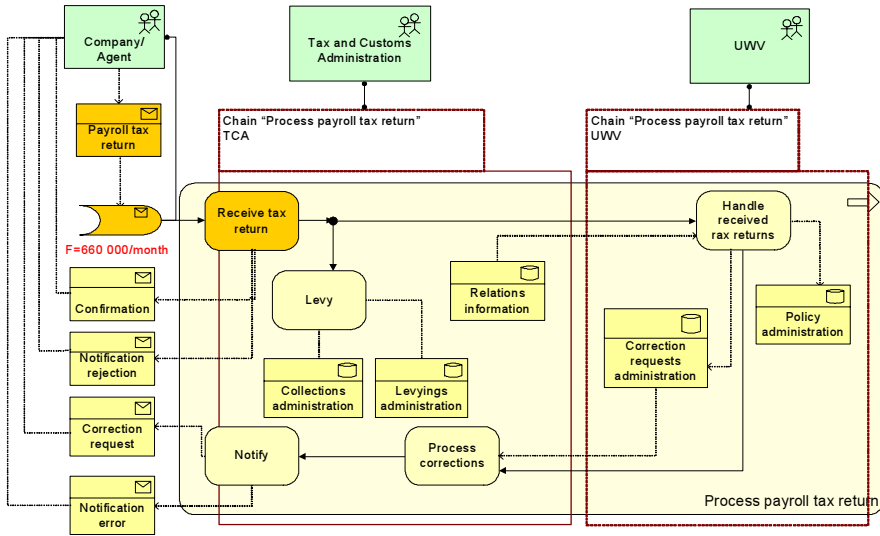 Company/
Agent
Tax and Customs
Administration
UWV
Payroll tax
return
Chain “Process payroll tax return”
TCA
Chain “Process payroll tax return”
UWV
F=660 000/month
Receive tax
return
Handle
received
rax returns
Confirmation
Levy
Relations
information
Policy
administration
Notification
rejection
Collections
administration
Levyings
administration
Correction
requests
administration
Correction
request
Notify
Process
corrections
Notification
error
Process payroll tax return